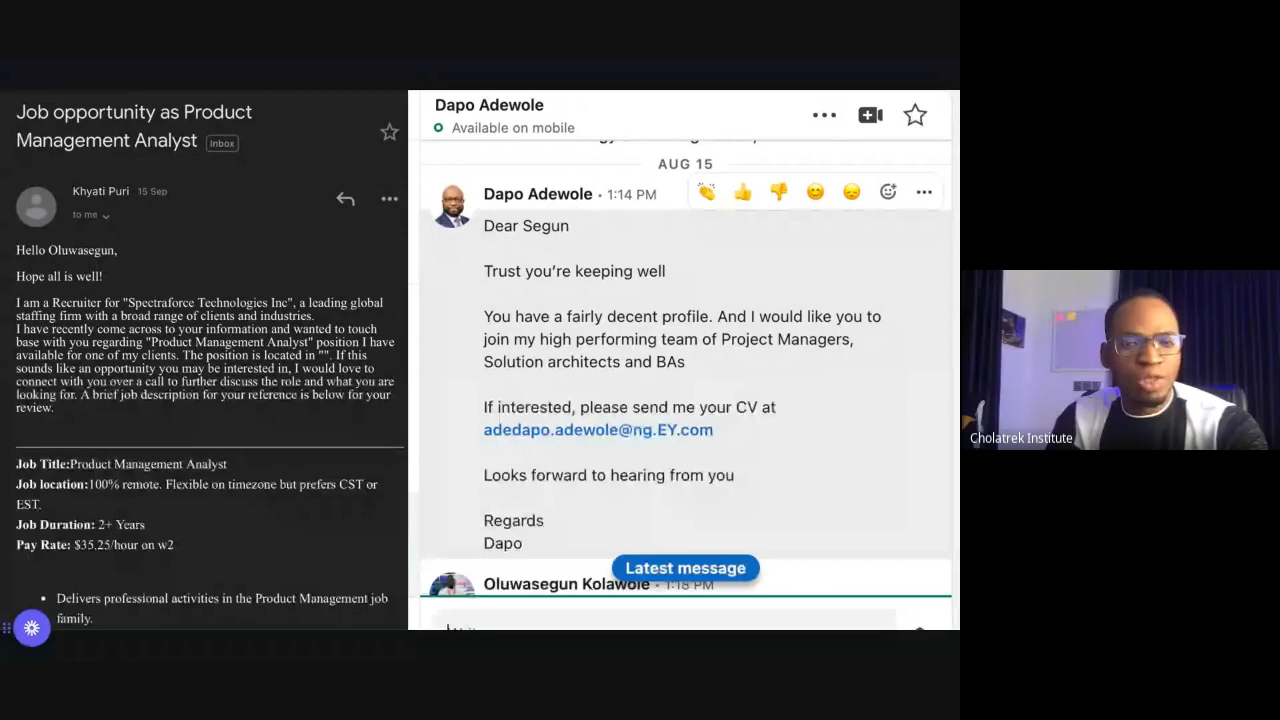 Job opportunity as Product
Management Analyst Inbox
Khyati Puri 15 Sep
to me
Hello Oluwasegun,
Hope all is well!
I am a Recruiter for "Spectraforce Technologies Inc", a leading global
staffing firm with a broad range of clients and industries.
I have recently come across to your information and wanted to touch
base with you regarding "Product Management Analyst" position I have
available for one of my clients. The position is located in "". If this
sounds like an opportunity you may be interested in, I would love to
connect with you over a call to further discuss the role and what you are
looking for. A brief job description for your reference is below for your
review.
Job Title:Product Management Analyst
Job location:100% remote. Flexible on timezone but prefers CST or
EST.
Job Duration: 2+ Years
Pay Rate: $35.25/hour on w2
Delivers professional activities in the Product Management job
family.
Dapo Adewole
Available on mobile
AUG 15
Dapo Adewole • 1:14 PM
Dear Segun
Trust you're keeping well
You have a fairly decent profile. And I would like you to
join my high performing team of Project Managers,
Solution architects and BAs
If interested, please send me your CV at
adedapo.adewole@ng.EY.com
Looks forward to hearing from you
Regards
Dapo
Latest message
Oluwasegun Kolawole • 1:18 PM
Cholatrek Institute